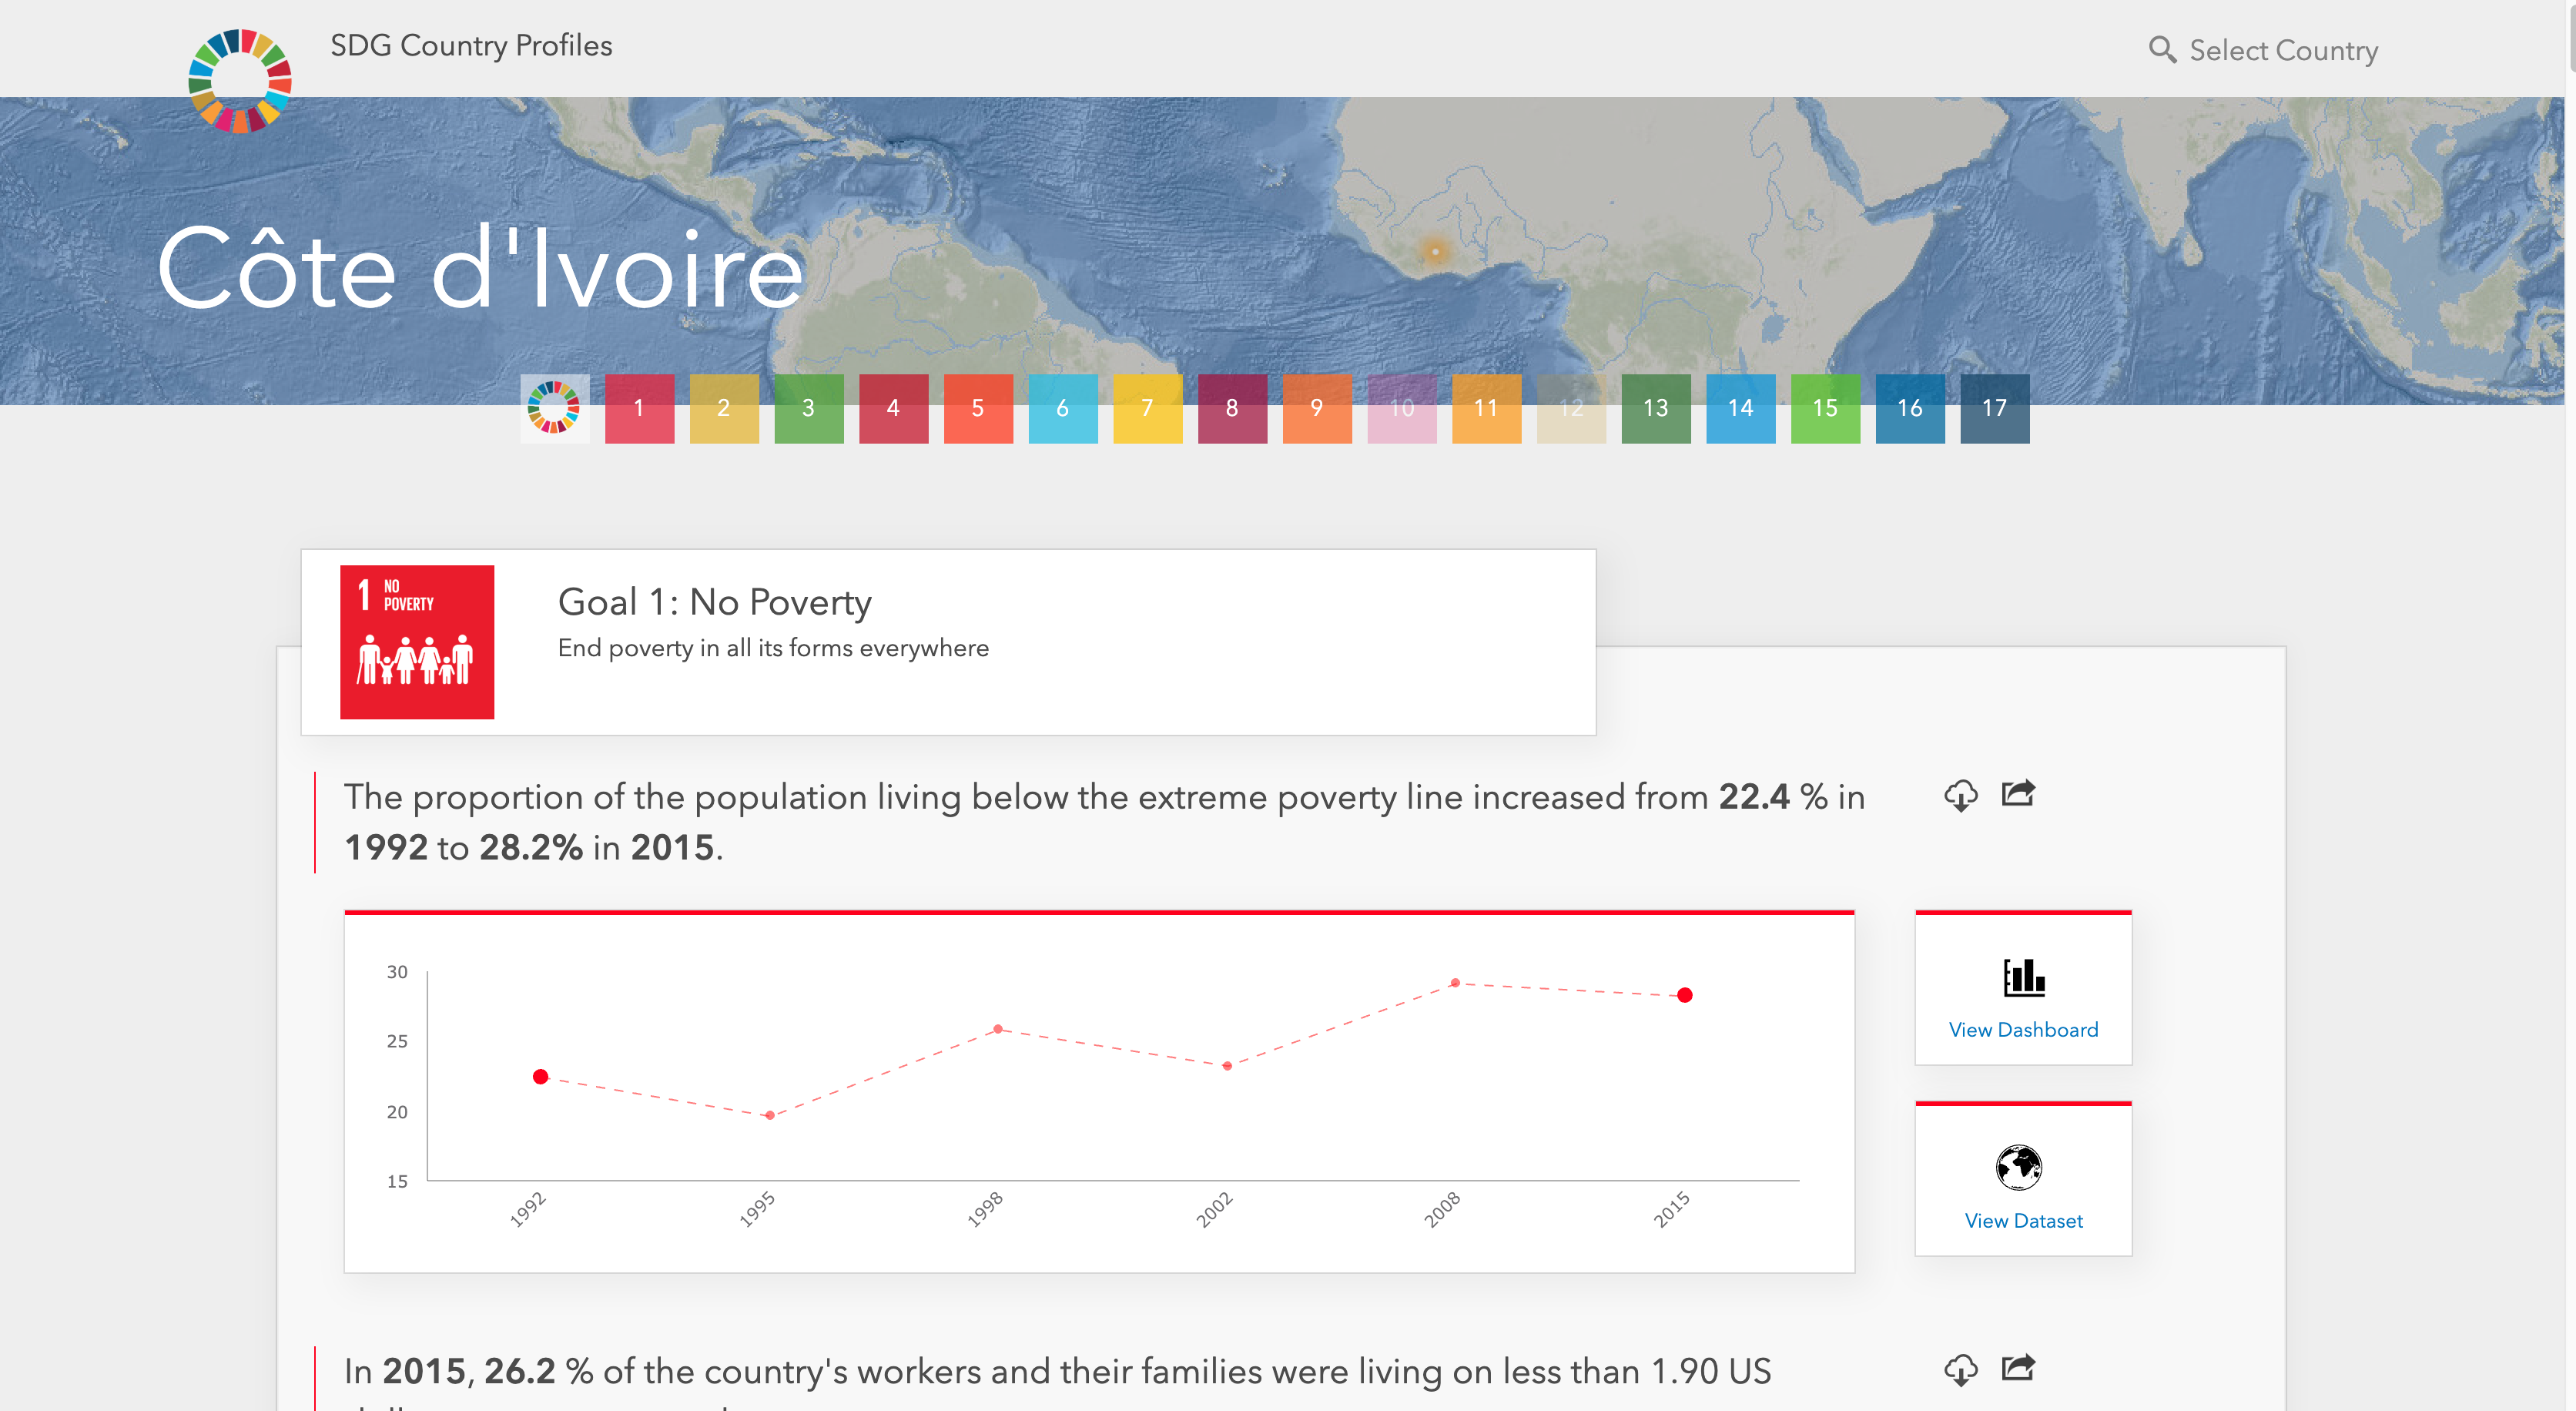 SDG Country Profiles
Select Country
Côte d'Ivoire
1 2 3 4 5 6 7 8 9 10 11 12 13 14 15 16 17
1 NO
POVERTY
Goal 1: No Poverty
End poverty in all its forms everywhere
The proportion of the population living below the extreme poverty line increased from 22.4 % in
1992 to 28.2% in 2015.
30
25
20
15
1992 1995 1998 2002 2008 2015
View Dashboard
View Dataset
In 2015, 26.2 % of the country's workers and their families were living on less than 1.90 US